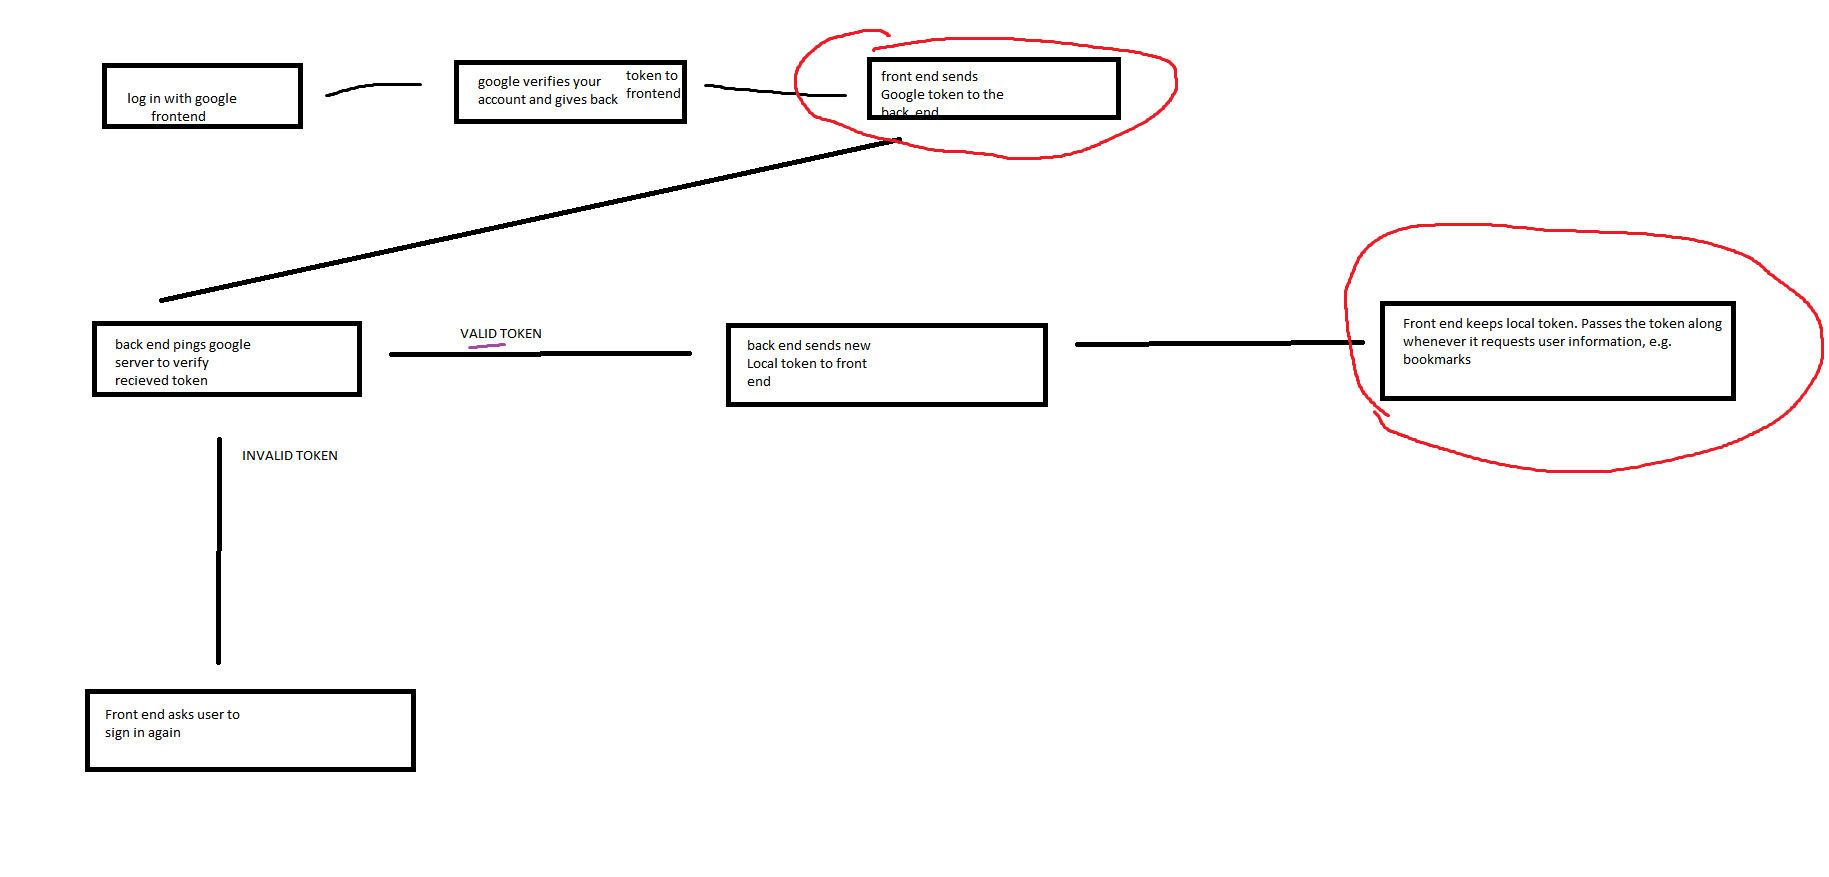 log in with google
frontend
google verifies your
account and gives back
token to
frontend
front end sends
Google token to the
back end
back end pings google
server to verify
recieved token
VALID TOKEN
back end sends new
Local token to front
end
Front end keeps local token. Passes the token along
whenever it requests user information, e.g.
bookmarks
INVALID TOKEN
Front end asks user to
sign in again